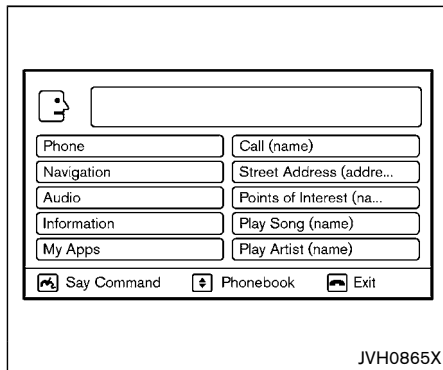 Phone
Call (name)
Navigation
Street Address (addre...
Audio
Points of Interest (na...
Information
Play Song (name)
My Apps
Play Artist (name)
Say Command Phonebook Exit
JVH0865X